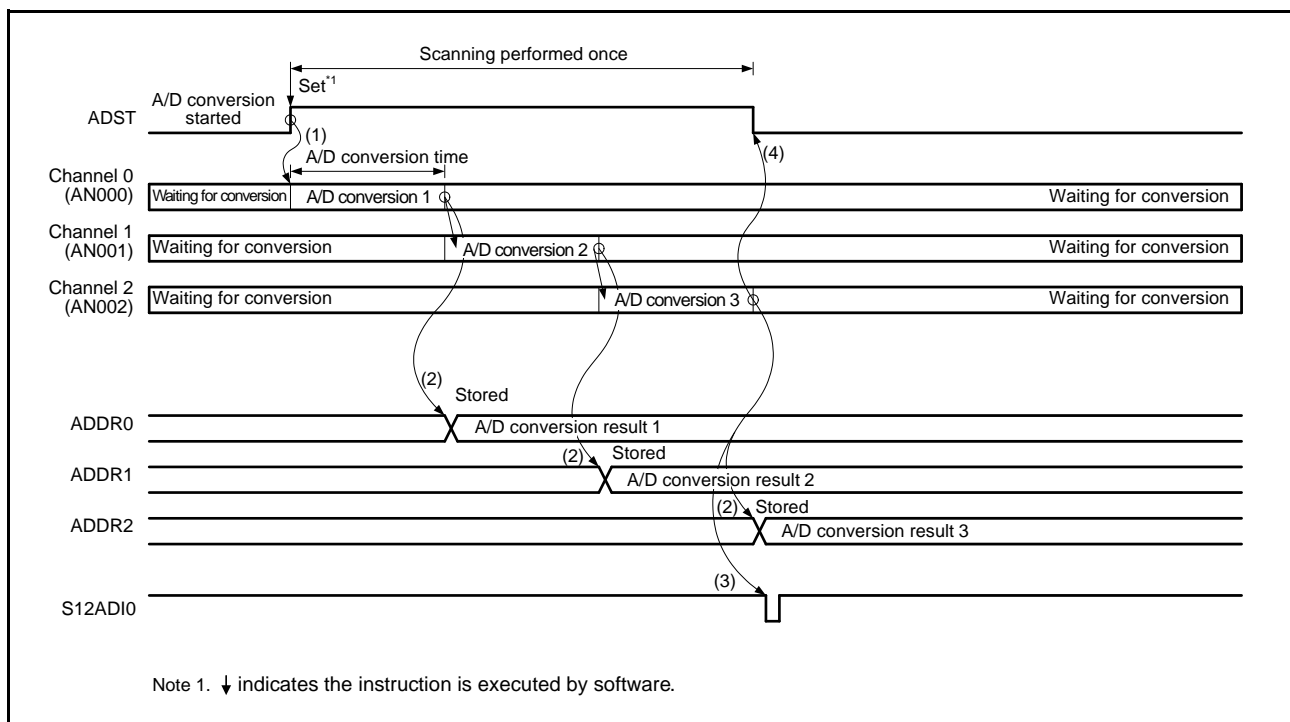 Scanning performed once
Set*1
A/D conversion
started
ADST
(1)
(4)
A/D conversion time
Channel 0
(AN000)
Waiting for conversion
A/D conversion 1
Waiting for conversion
Channel 1
(AN001)
Waiting for conversion
A/D conversion 2
Waiting for conversion
Channel 2
(AN002)
Waiting for conversion
A/D conversion 3
Waiting for conversion
(2)
Stored
ADDR0
A/D conversion result 1
(2)
Stored
ADDR1
A/D conversion result 2
(2)
Stored
ADDR2
A/D conversion result 3
(3)
S12ADI0
Note 1. ↓ indicates the instruction is executed by software.